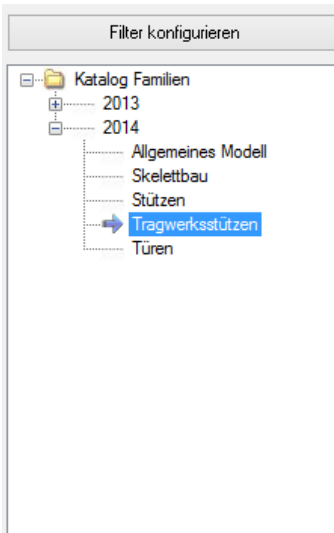 Filter konfigurieren
Katalog Familien
2013
2014
Allgemeines Modell
Skelettbau
Stützen
Tragwerksstützen
Türen